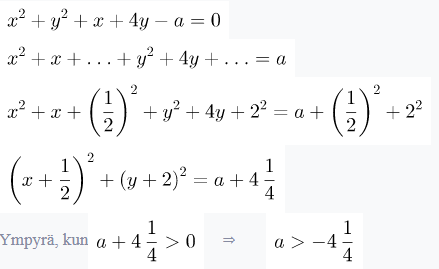 x² + y² + x + 4y − a = 0
x² + x + . . . + y² + 4y + . . . = a
x² + x + (1/2)² + y² + 4y + 2² = a + (1/2)² + 2²
(x + 1/2)² + (y + 2)² = a + 4 1/4
Ympyrä, kun a + 4 1/4 > 0 ⇒ a > −4 1/4